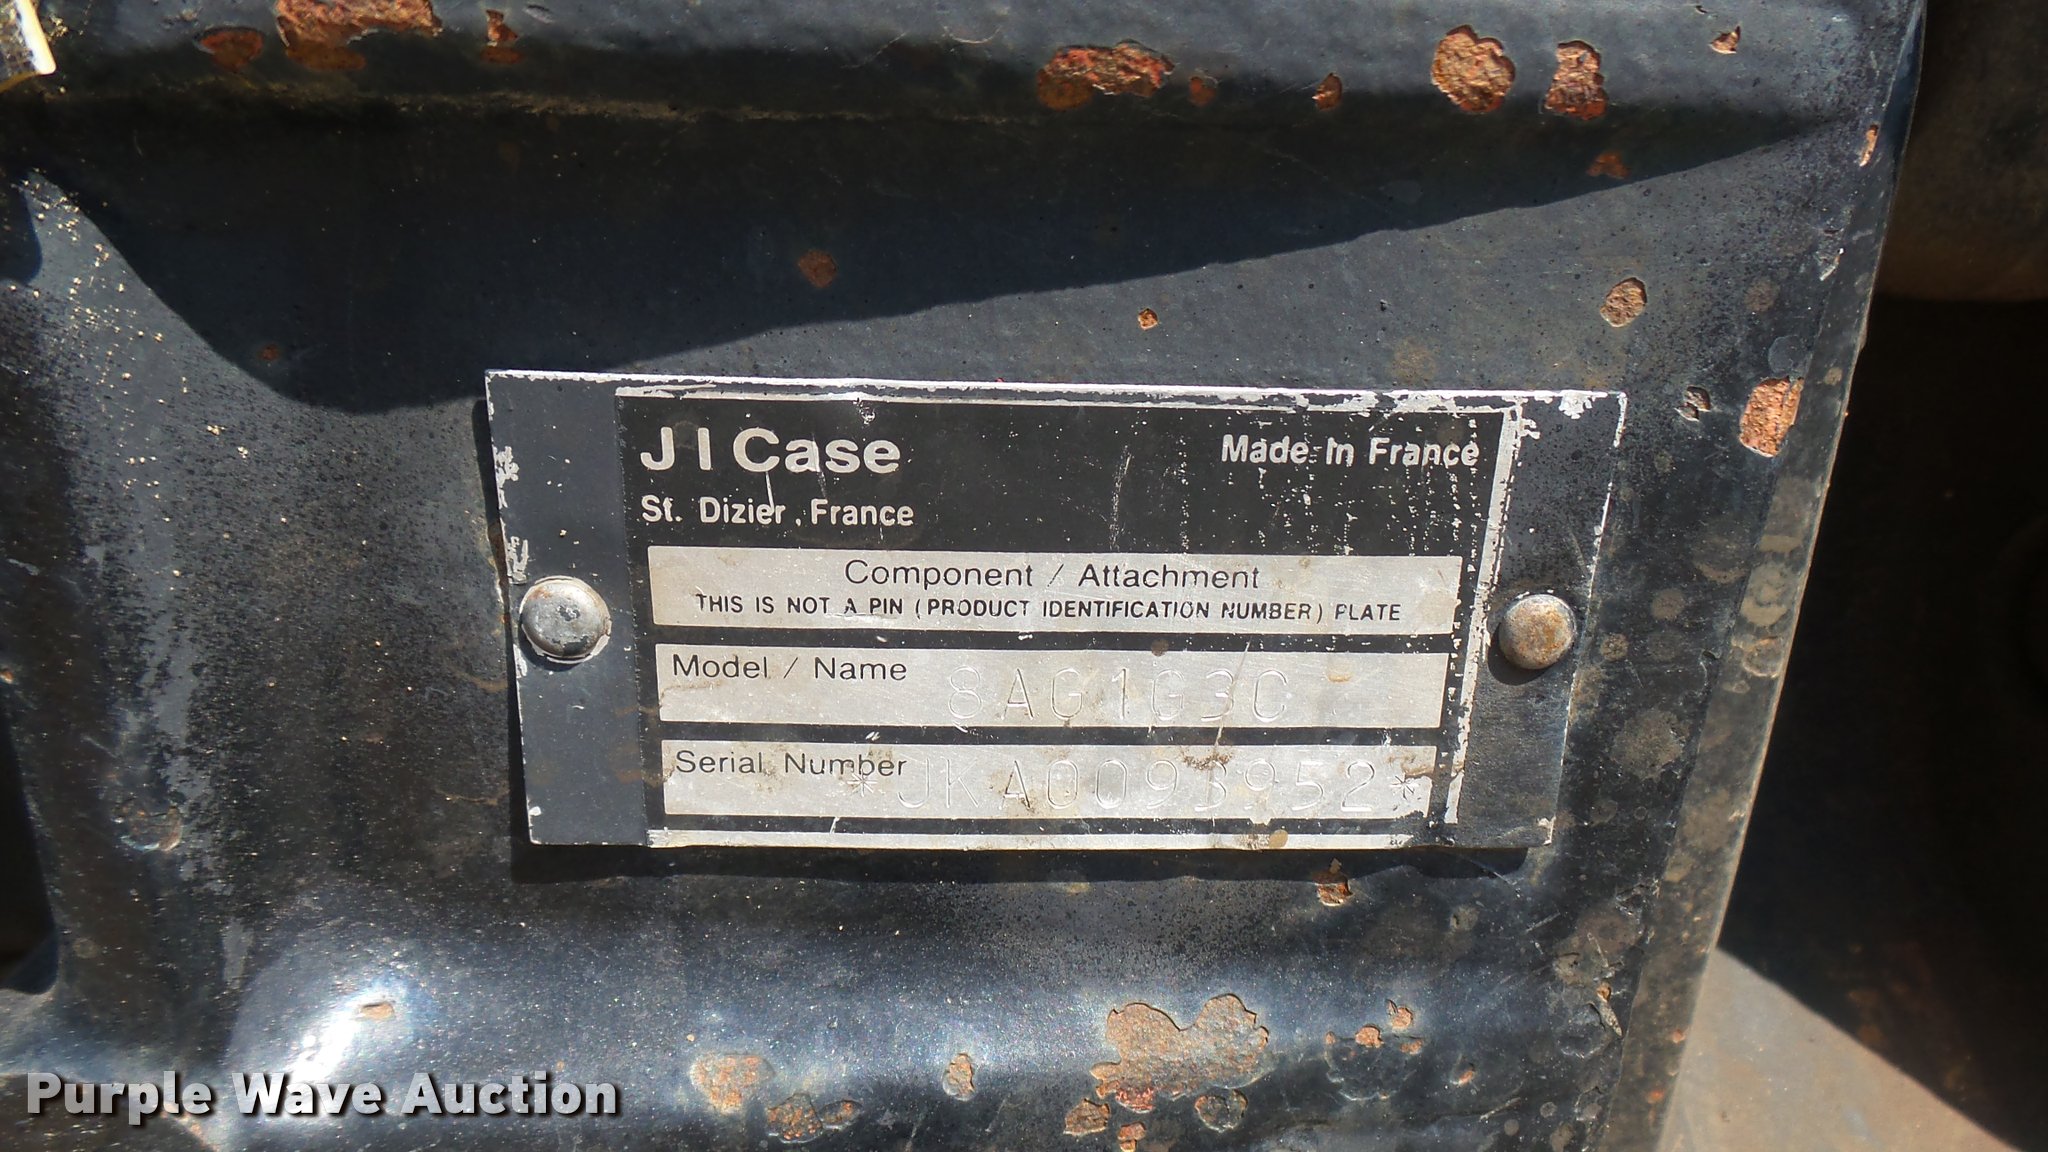 J I Case
Made In France
St. Dizier, France
Component / Attachment
THIS IS NOT A PIN (PRODUCT IDENTIFICATION NUMBER) PLATE
Model / Name 8AG1G3C
Serial Number *JKA0093952*
Purple Wave Auction